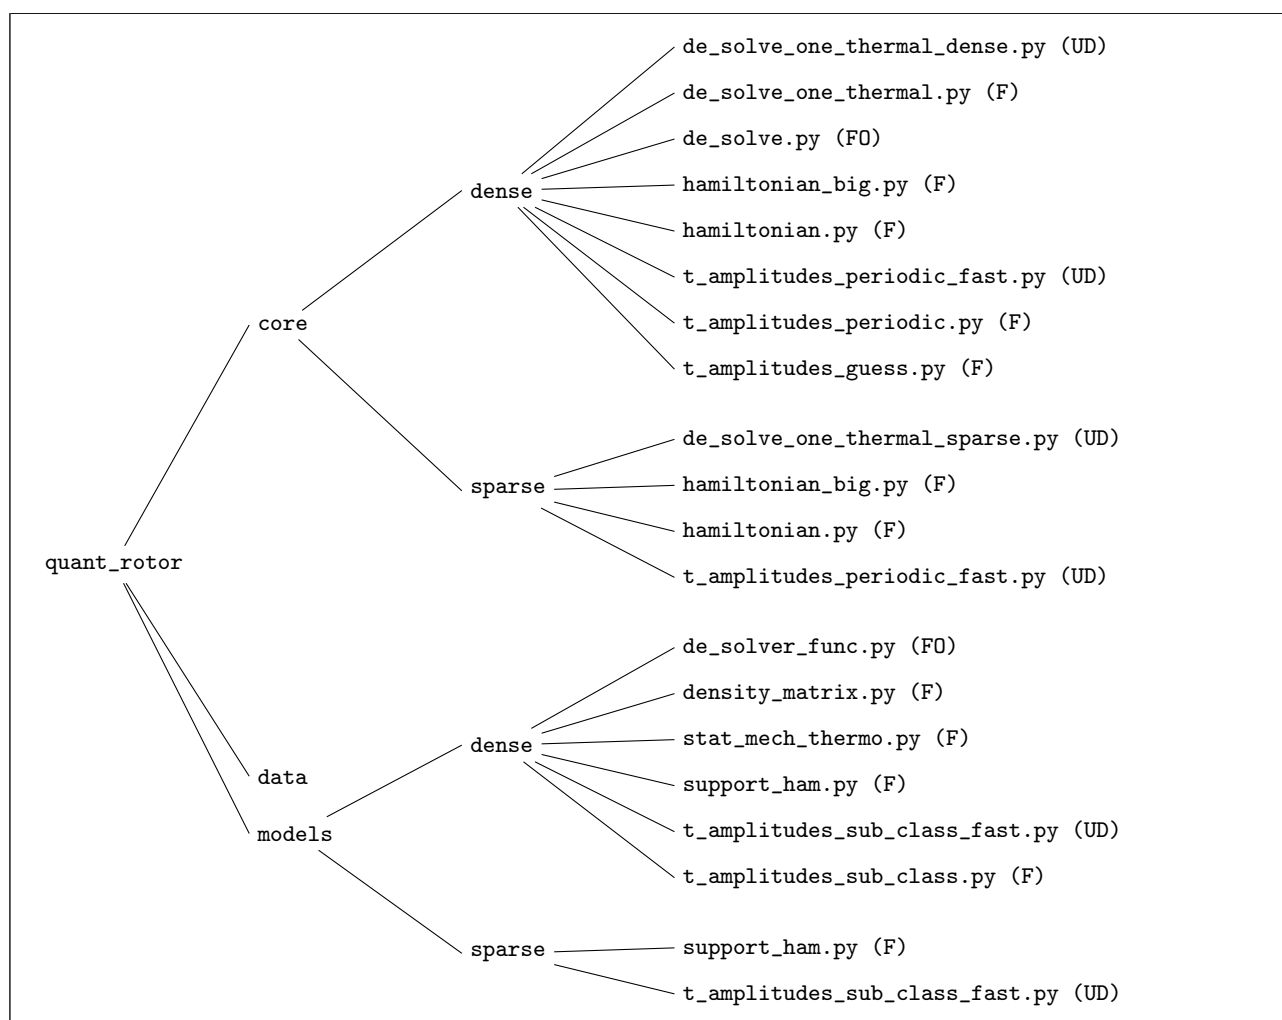 de_solve_one_thermal_dense.py (UD)
de_solve_one_thermal.py (F)
de_solve.py (FO)
hamiltonian_big.py (F)
dense
hamiltonian.py (F)
t_amplitudes_periodic_fast.py (UD)
core
t_amplitudes_periodic.py (F)
t_amplitudes_guess.py (F)
de_solve_one_thermal_sparse.py (UD)
sparse
hamiltonian_big.py (F)
hamiltonian.py (F)
quant_rotor
t_amplitudes_periodic_fast.py (UD)
de_solver_func.py (FO)
density_matrix.py (F)
dense
stat_mech_thermo.py (F)
data
support_ham.py (F)
models
t_amplitudes_sub_class_fast.py (UD)
t_amplitudes_sub_class.py (F)
sparse
support_ham.py (F)
t_amplitudes_sub_class_fast.py (UD)